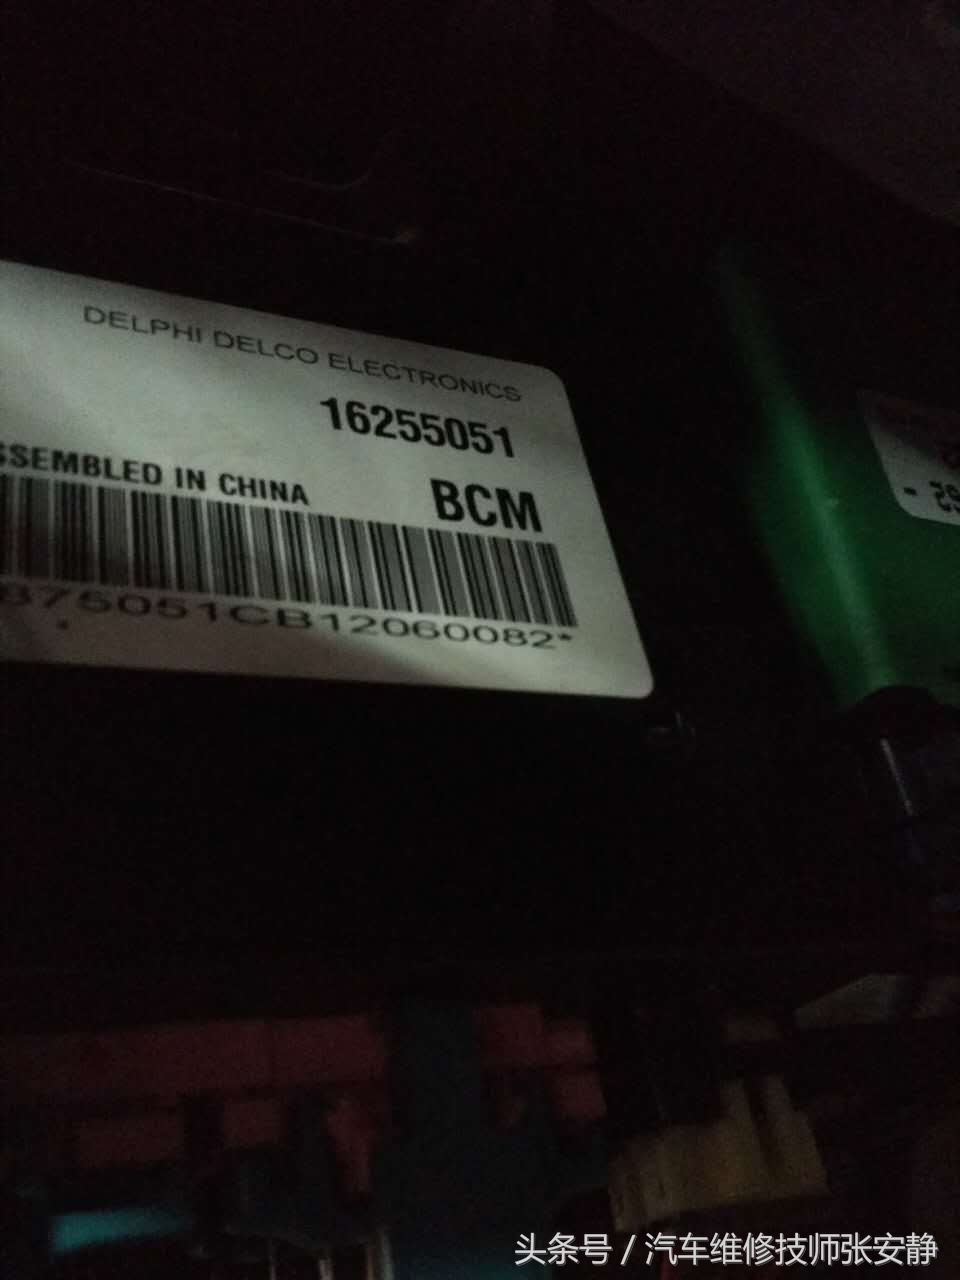 DELPHI DELCO ELECTRONICS
16255051
SSEMBLED IN CHINA
BCM
875051CB12060082*
头条号 / 汽车维修技师张安静